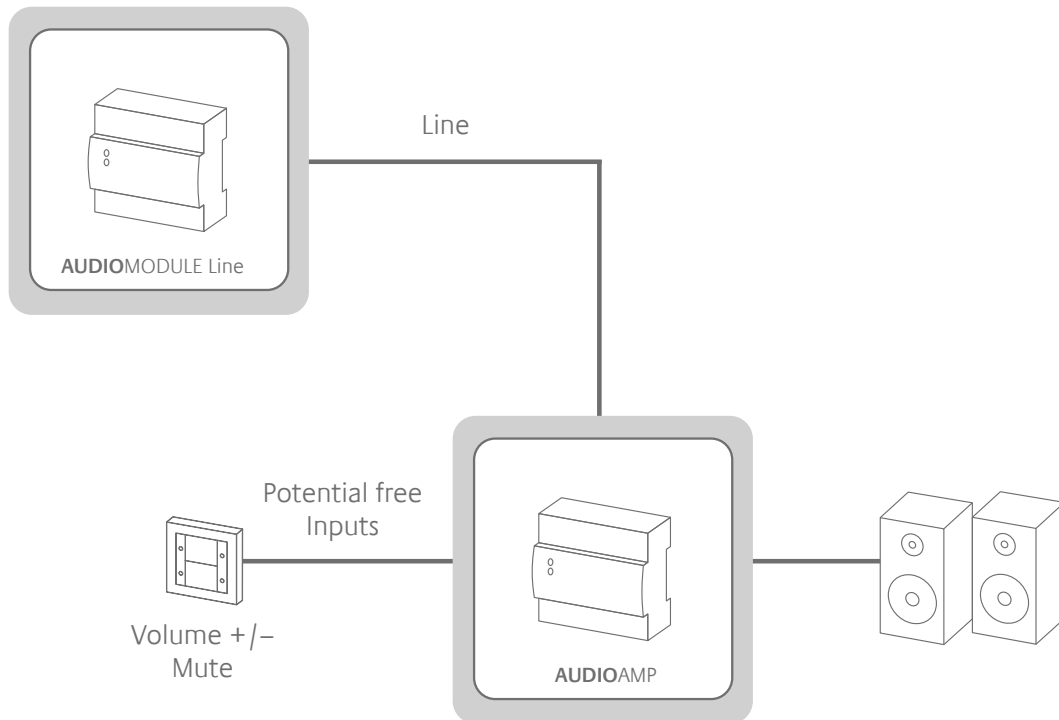 Line
AUDIOMODULE Line
Potential free
Inputs
Volume +/–
Mute
AUDIOAMP